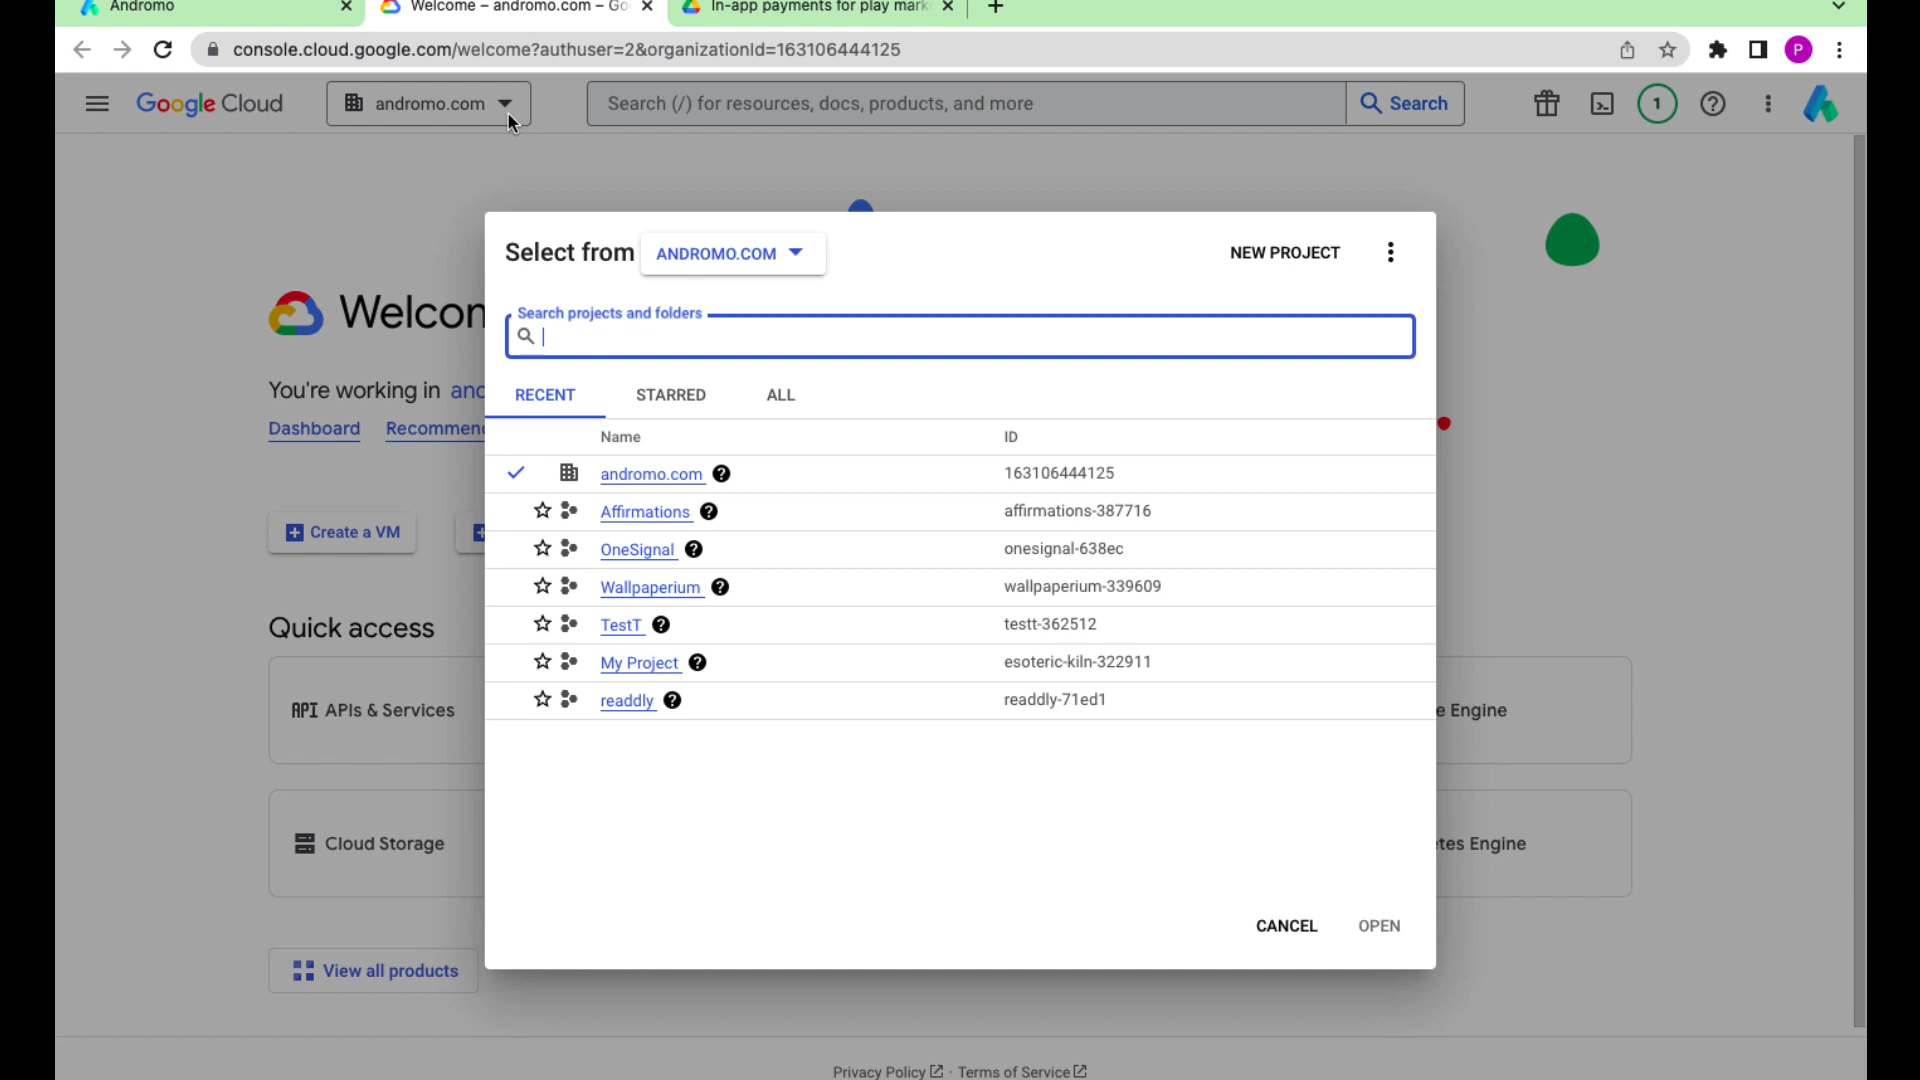 Andromo
Welcome – andromo.com – Go
In-app payments for play mark
console.cloud.google.com/welcome?authuser=2&organizationId=163106444125
P
Google Cloud
andromo.com
Search (/) for resources, docs, products, and more
Search
1
Welcom
You're working in and
Dashboard
Recommend
Create a VM
Quick access
API APIs & Services
e Engine
Cloud Storage
etes Engine
View all products
Select from
ANDROMO.COM
NEW PROJECT
Search projects and folders
RECENT
STARRED
ALL
Name ID
andromo.com 163106444125
Affirmations affirmations-387716
OneSignal onesignal-638ec
Wallpaperium wallpaperium-339609
TestT testt-362512
My Project esoteric-kiln-322911
readdly readdly-71ed1
CANCEL
OPEN
Privacy Policy · Terms of Service